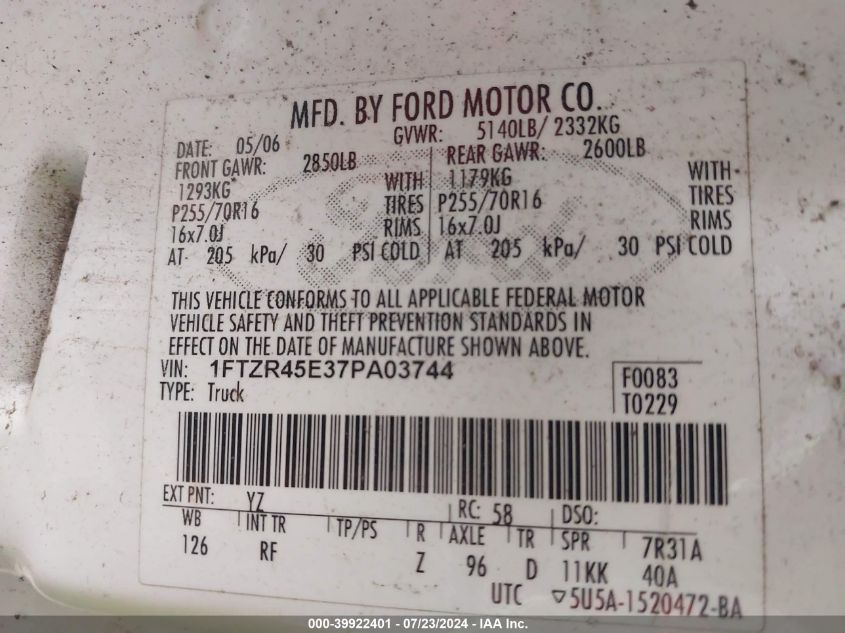 MFD. BY FORD MOTOR CO.
DATE: 05/06 GVWR: 5140LB/ 2332KG
FRONT GAWR: 2850LB REAR GAWR: 2600LB
1293KG WITH 1179KG WITH
P255/70R16 TIRES P255/70R16 TIRES
16x7.0J RIMS 16x7.0J RIMS
AT 205 kPa/ 30 PSI COLD AT 205 kPa/ 30 PSI COLD
THIS VEHICLE CONFORMS TO ALL APPLICABLE FEDERAL MOTOR
VEHICLE SAFETY AND THEFT PREVENTION STANDARDS IN
EFFECT ON THE DATE OF MANUFACTURE SHOWN ABOVE.
VIN: 1FTZR45E37PA03744 F0083
TYPE: Truck T0229
EXT PNT: YZ RC: 58 DSO:
WB INT TR TP/PS R AXLE TR SPR 7R31A
126 RF Z 96 D 11KK 40A
UTC ▽5U5A-1520472-BA
000-39922401 - 07/23/2024 - IAA Inc.